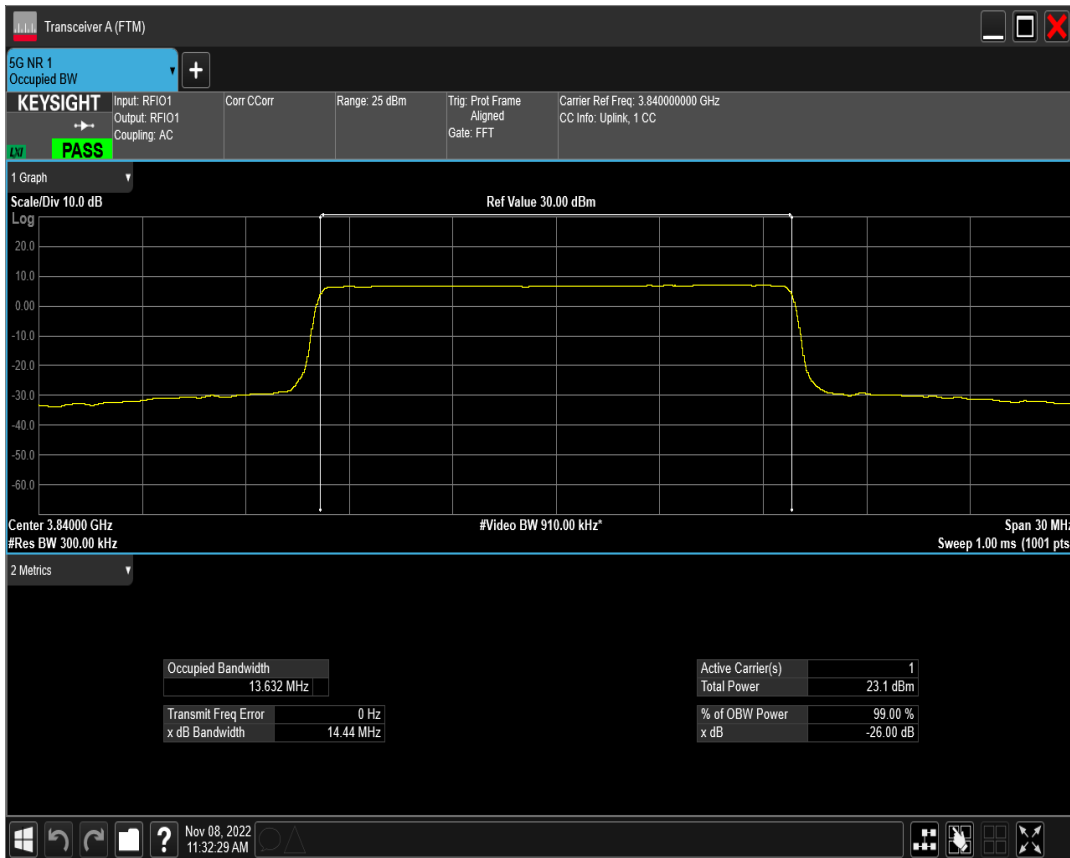 Transceiver A (FTM)
5G NR 1
Occupied BW
+
KEYSIGHT
LXI
PASS
Input: RFIO1
Output: RFIO1
Coupling: AC
Corr CCorr
Range: 25 dBm
Trig: Prot Frame
Aligned
Gate: FFT
Carrier Ref Freq: 3.840000000 GHz
CC Info: Uplink, 1 CC
1 Graph
Scale/Div 10.0 dB
Ref Value 30.00 dBm
Log
20.0
10.0
0.00
-10.0
-20.0
-30.0
-40.0
-50.0
-60.0
Center 3.84000 GHz
#Video BW 910.00 kHz*
Span 30 MHz
#Res BW 300.00 kHz
Sweep 1.00 ms (1001 pts
2 Metrics
Occupied Bandwidth
13.632 MHz
Transmit Freq Error 0 Hz
x dB Bandwidth 14.44 MHz
Active Carrier(s) 1
Total Power 23.1 dBm
% of OBW Power 99.00 %
x dB -26.00 dB
?
Nov 08, 2022
11:32:29 AM